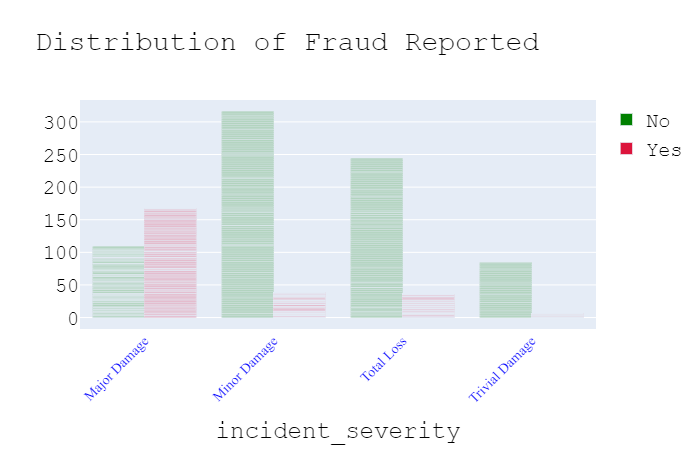 Distribution of Fraud Reported
No
Yes
300
250
200
150
100
50
0
Major Damage
Minor Damage
Total Loss
Trivial Damage
incident_severity